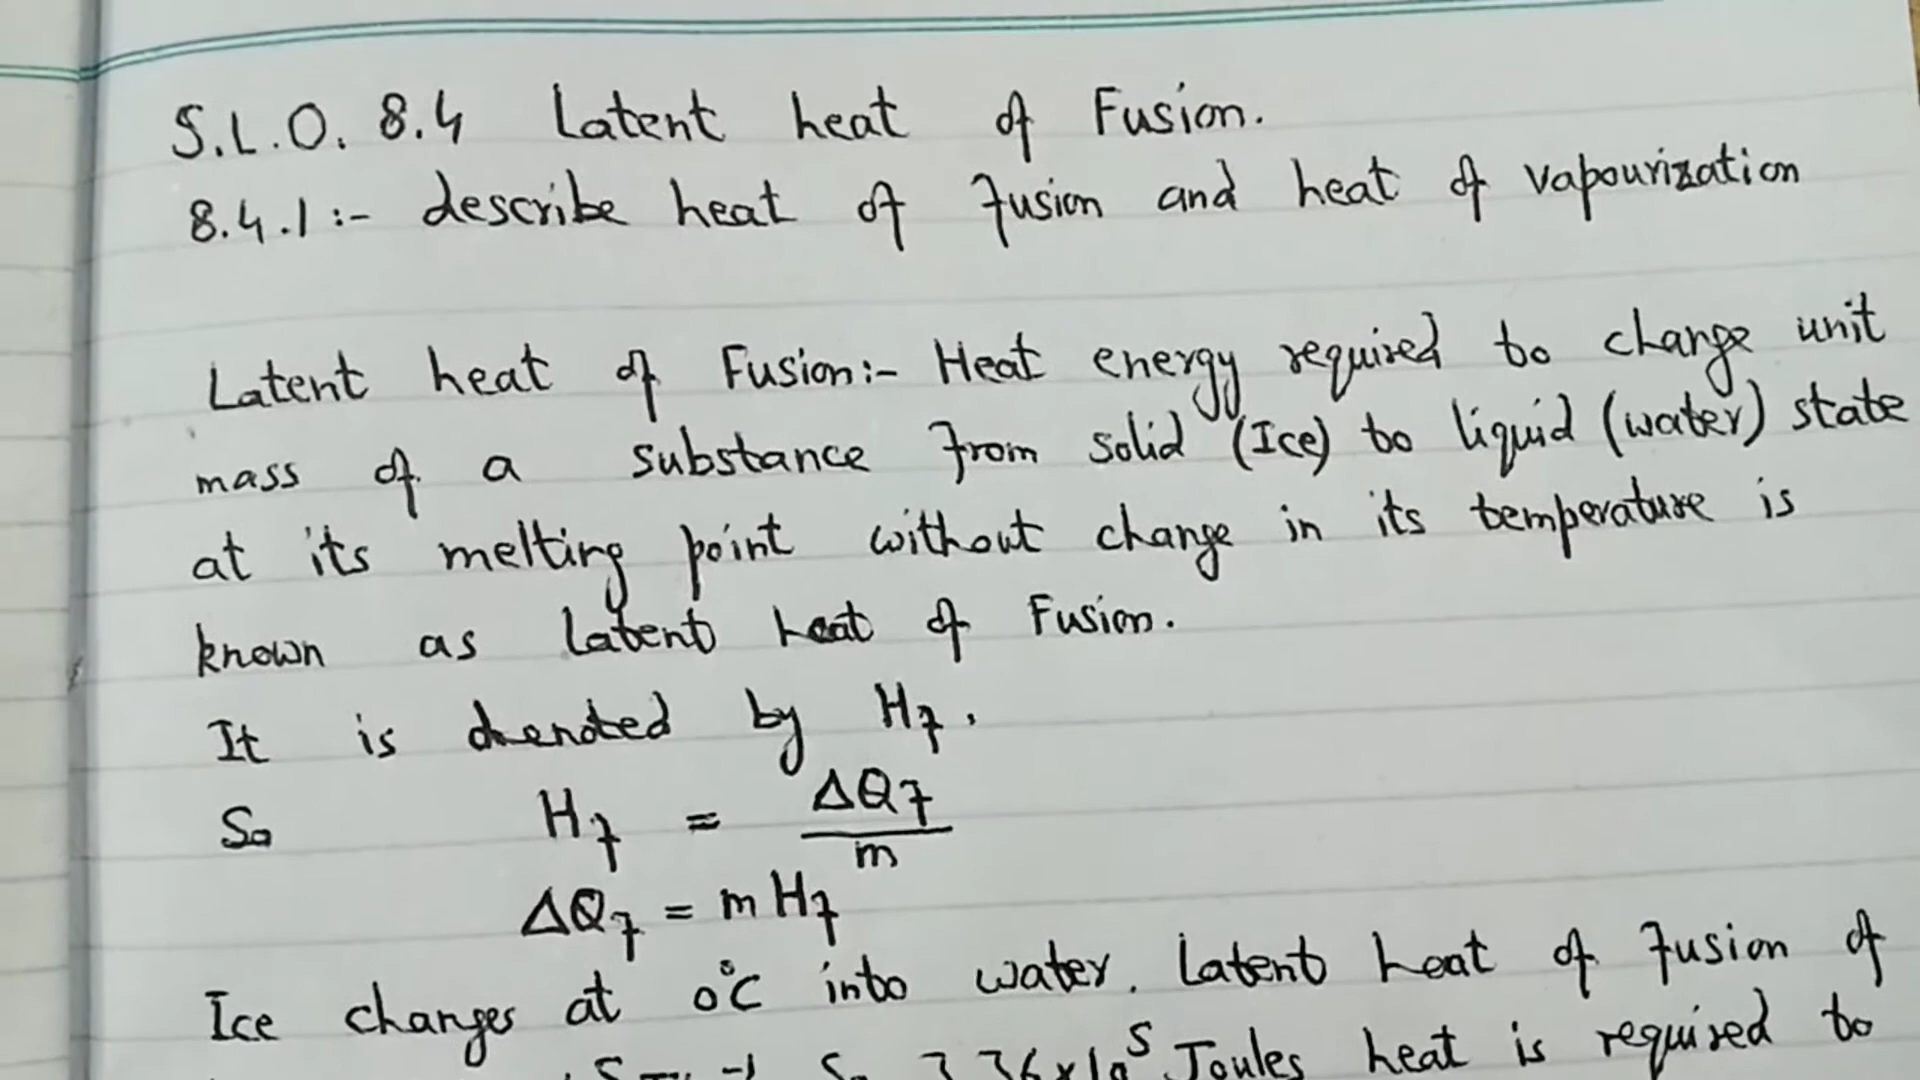 S.L.O. 8.4 Latent heat of Fusion.
8.4.1:- describe heat of fusion and heat of vapourization
Latent heat of Fusion:- Heat energy required to change unit
mass of a substance from solid (Ice) to liquid (water) state
at its melting point without change in its temperature is
known as latent heat of Fusion.
It is denoted by Hf.
So Hf = ΔQf / m
ΔQf = m Hf
Ice changes at 0°C into water. Latent heat of fusion of
3.36x10⁵ Joules heat is required to